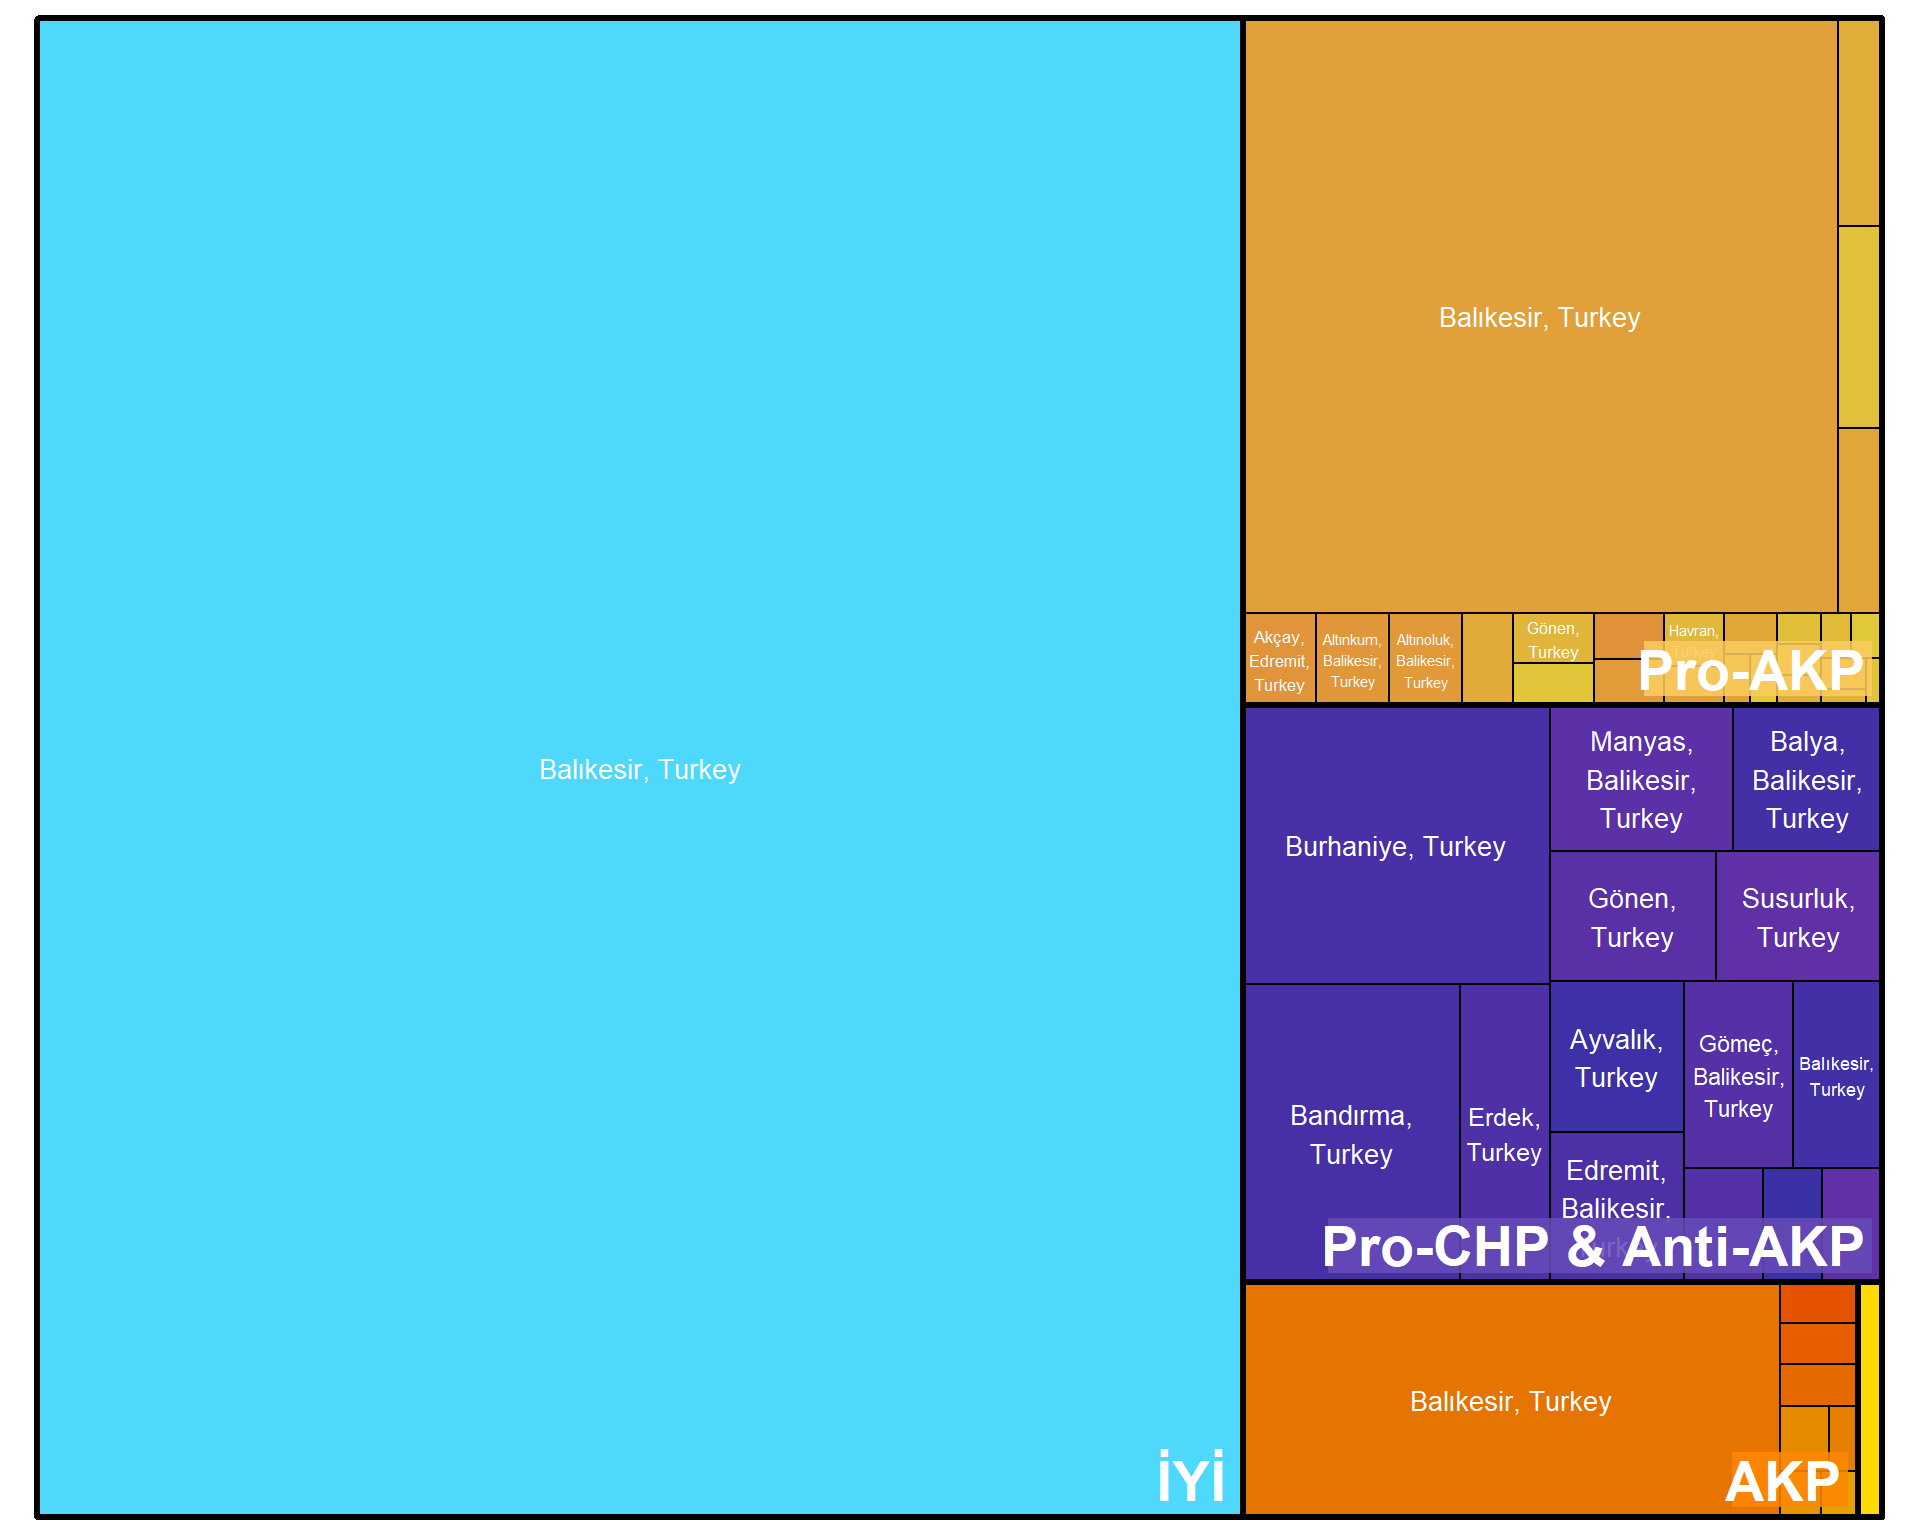 Balıkesir, Turkey
İYİ
Balıkesir, Turkey
Akçay,
Edremit,
Turkey
Altınkum,
Balikesir,
Turkey
Altınoluk,
Balikesir,
Turkey
Gönen,
Turkey
Havran,
Turkey
Pro-AKP
Burhaniye, Turkey
Manyas,
Balikesir,
Turkey
Balya,
Balikesir,
Turkey
Gönen,
Turkey
Susurluk,
Turkey
Bandırma,
Turkey
Erdek,
Turkey
Ayvalık,
Turkey
Gömeç,
Balikesir,
Turkey
Balıkesir,
Turkey
Edremit,
Balikesir,
Turkey
Pro-CHP & Anti-AKP
Balıkesir, Turkey
AKP